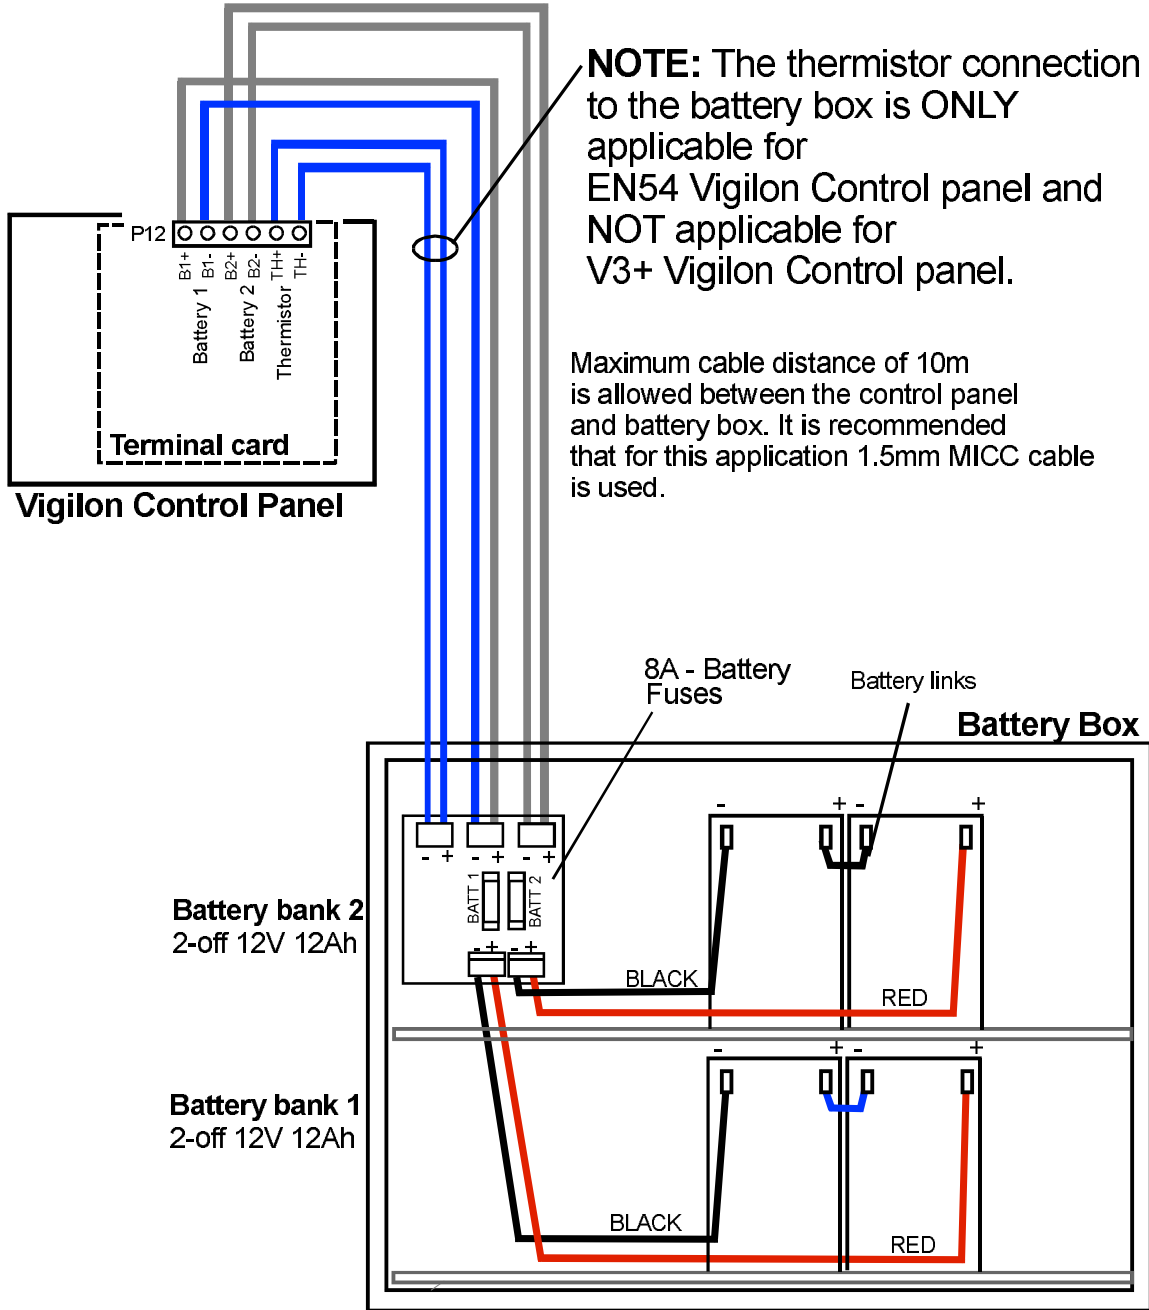 NOTE: The thermistor connection
to the battery box is ONLY
applicable for
EN54 Vigilon Control panel and
NOT applicable for
V3+ Vigilon Control panel.
P12
B1+
B1-
B2+
B2-
TH+
TH-
Battery 1
Battery 2
Thermistor
Terminal card
Vigilon Control Panel
Maximum cable distance of 10m
is allowed between the control panel
and battery box. It is recommended
that for this application 1.5mm MICC cable
is used.
8A - Battery
Fuses
Battery links
Battery Box
- + - +
- + - + - +
BATT 1
BATT 2
- + - +
Battery bank 2
2-off 12V 12Ah
BLACK
RED
- + - +
Battery bank 1
2-off 12V 12Ah
BLACK
RED